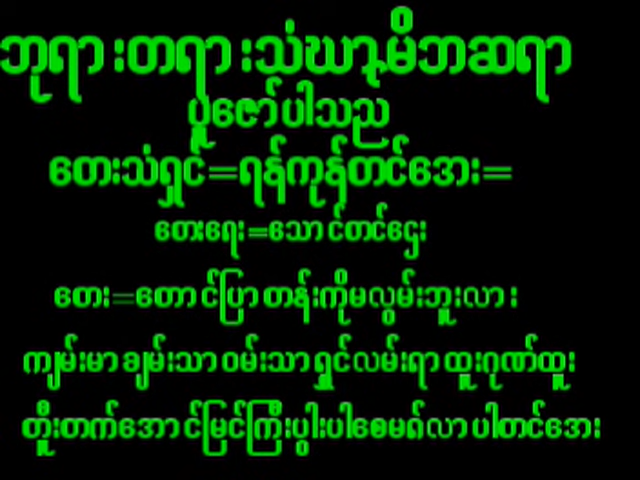 ဘုရား တရား သံဃာ့မိဘဆရာ
ပူဇော်ပါသည
တေးသံရှင်=ရန်ကုန်တင်အေး=
တေးရေး=သောင်တင်ဌေး
တေး=တောင်ပြာတန်းကိုမလွမ်းဘူးလား
ကျမ်းမာချမ်းသာဝမ်းသာရှုင်လမ်းရာထူးဂုဏ်ထူး
တိူးတက်အောင်မြင်ကြီးပွါးပါစေမဂ်လာပါတင်အေး